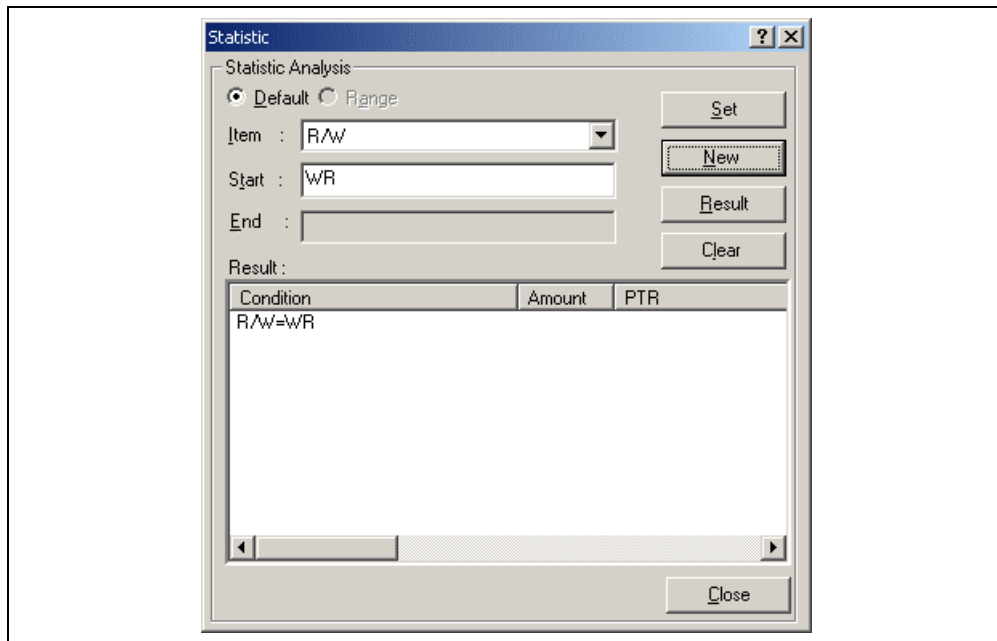 Statistic
Statistic Analysis
Default Range
Set
Item : R/W
New
Start : WR
Result
End :
Clear
Result :
Condition Amount PTR
R/W=WR
Close